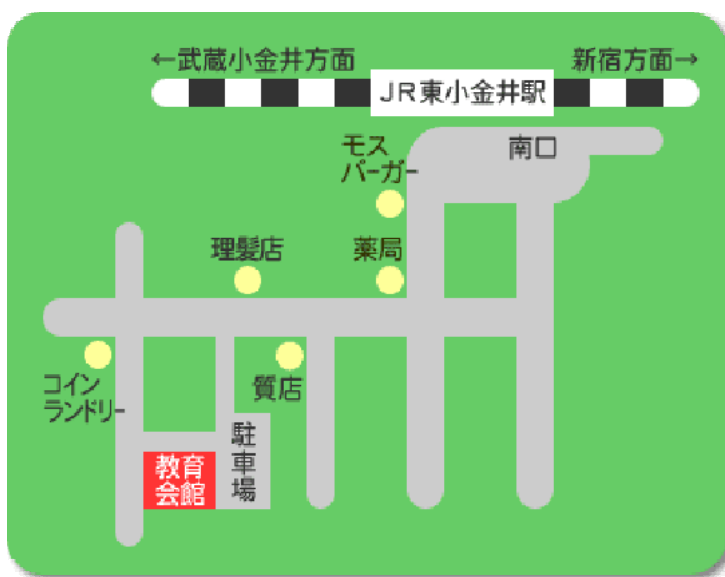 ←武蔵小金井方面
新宿方面→
JR東小金井駅
モス
バーガー
南口
理髪店
薬局
コイン
ランドリー
質店
駐車場
教育
会館